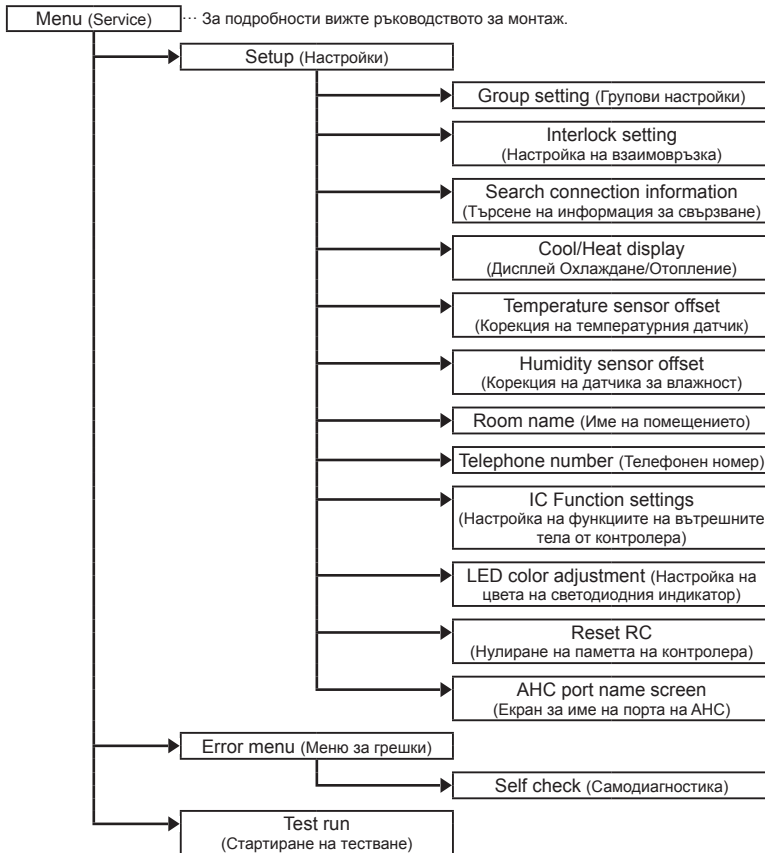 Menu (Service) ··· За подробности вижте ръководството за монтаж.
Setup (Настройки)
Group setting (Групови настройки)
Interlock setting
(Настройка на взаимовръзка)
Search connection information
(Търсене на информация за свързване)
Cool/Heat display
(Дисплей Охлаждане/Отопление)
Temperature sensor offset
(Корекция на температурния датчик)
Humidity sensor offset
(Корекция на датчика за влажност)
Room name (Име на помещението)
Telephone number (Телефонен номер)
IC Function settings
(Настройка на функциите на вътрешните
тела от контролера)
LED color adjustment (Настройка на
цвета на светодиодния индикатор)
Reset RC
(Нулиране на паметта на контролера)
AHC port name screen
(Екран за име на порта на AHC)
Error menu (Меню за грешки)
Self check (Самодиагностика)
Test run
(Стартиране на тестване)